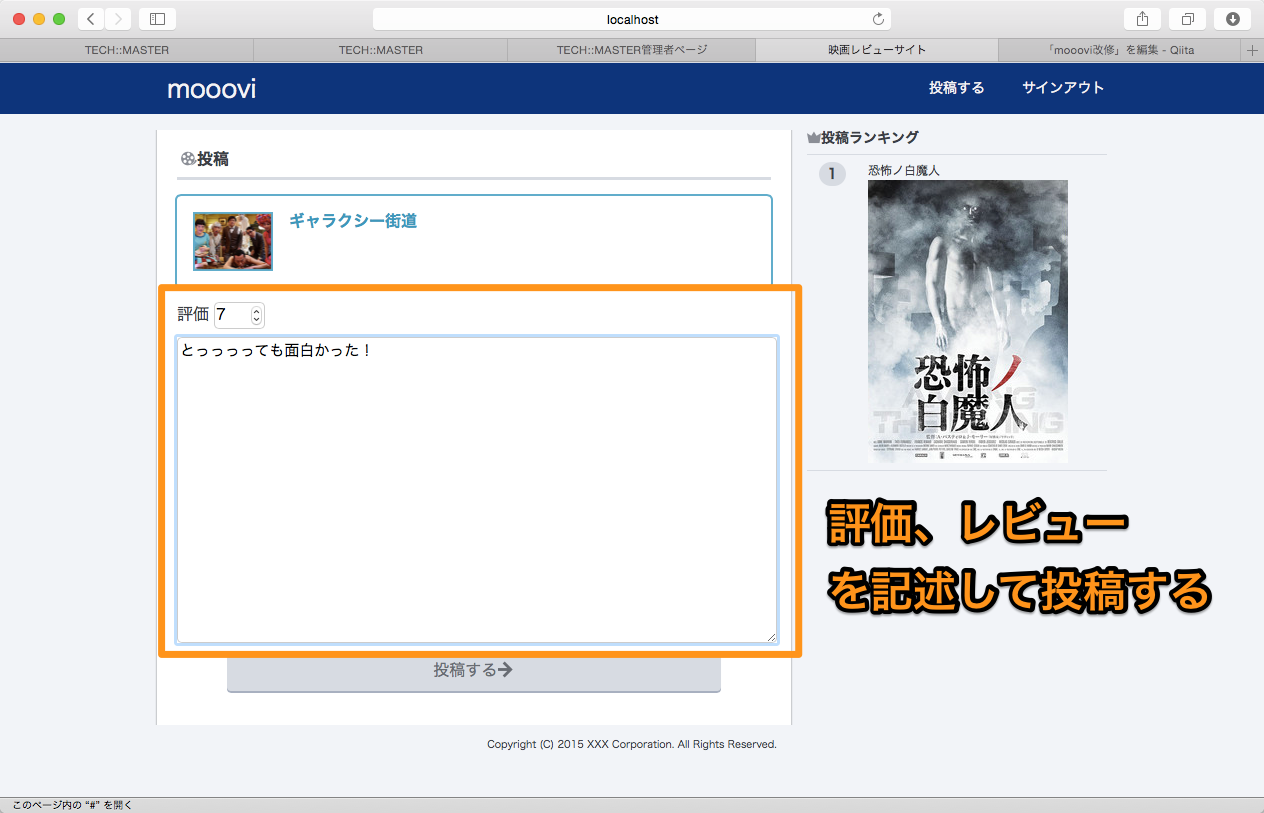 localhost
TECH::MASTER
TECH::MASTER
TECH::MASTER管理者ページ
映画レビューサイト
「mooovi改修」を編集 - Qiita
mooovi
投稿する
サインアウト
投稿
ギャラクシー街道
評価 7
とっっっっても面白かった！
投稿する
投稿ランキング
1
恐怖ノ白魔人
恐怖ノ
白魔人
評価、レビュー
を記述して投稿する
Copyright (C) 2015 XXX Corporation. All Rights Reserved.
このページ内の “#” を開く